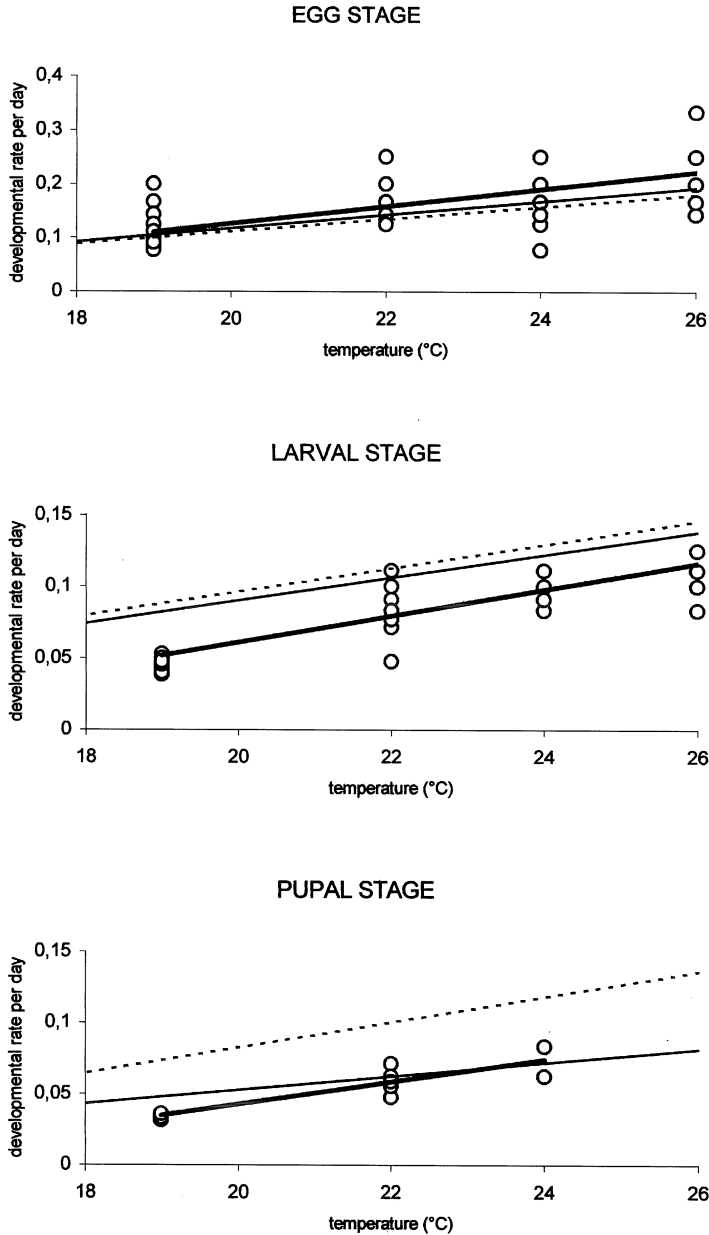 EGG STAGE
developmental rate per day
0,4
0,3
0,2
0,1
0
18 20 22 24 26
temperature (°C)
LARVAL STAGE
developmental rate per day
0,15
0,1
0,05
0
18 20 22 24 26
temperature (°C)
PUPAL STAGE
developmental rate per day
0,15
0,1
0,05
0
18 20 22 24 26
temperature (°C)